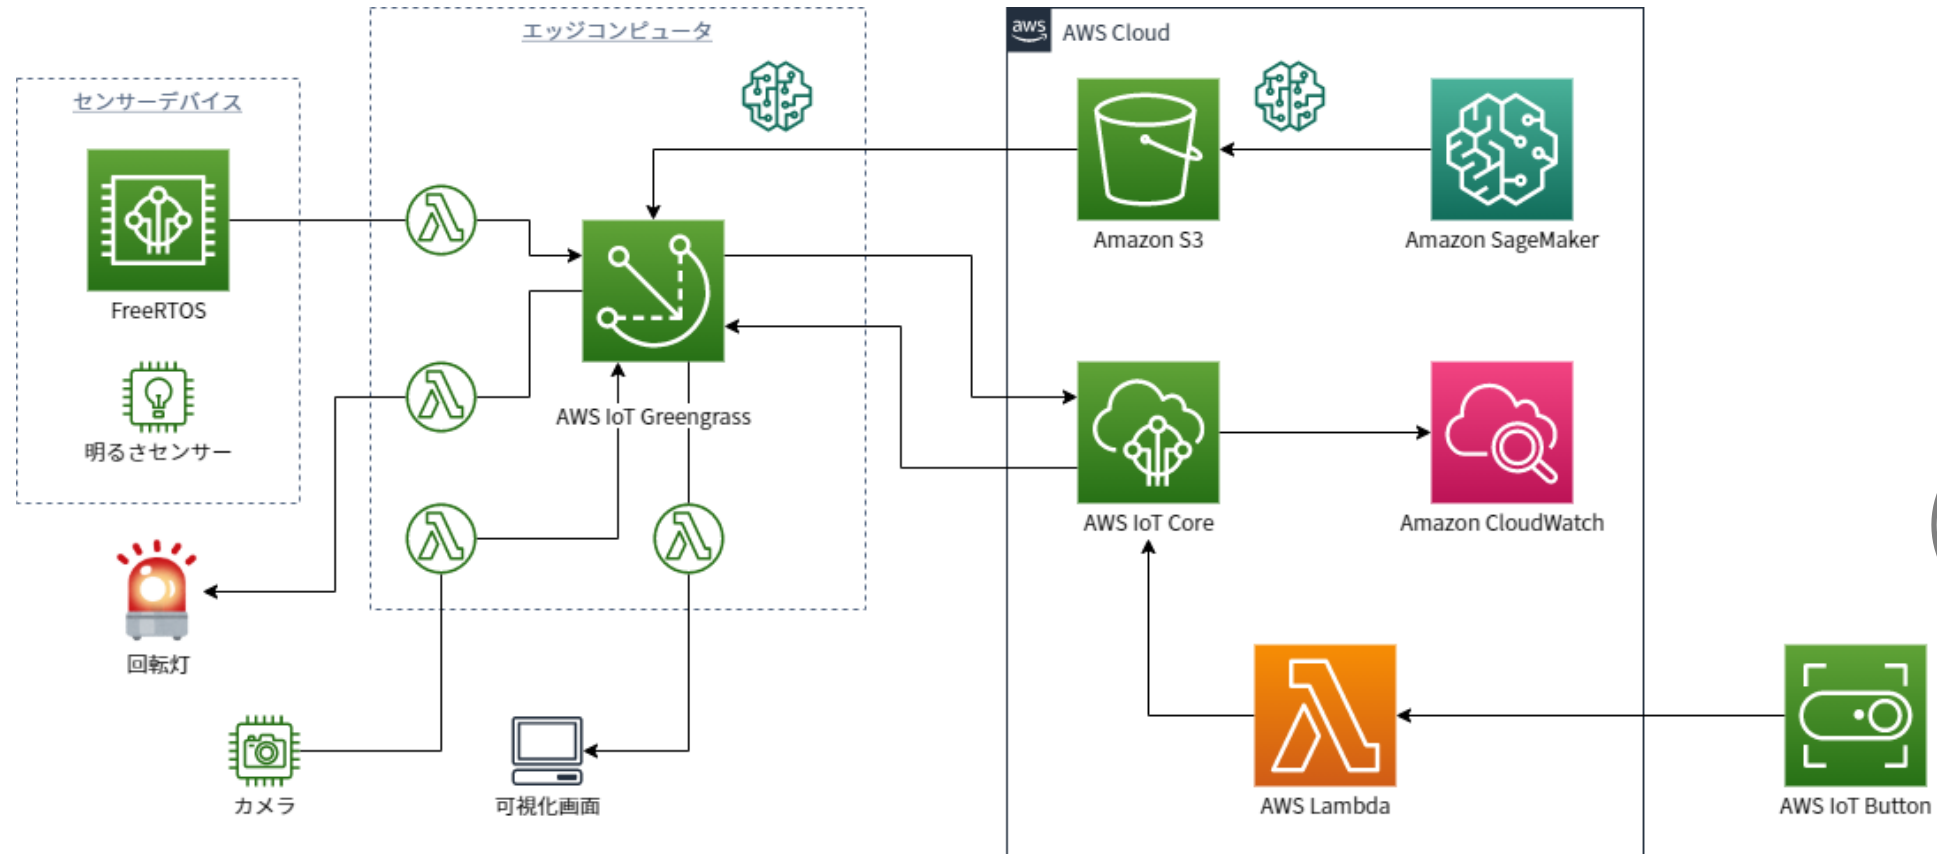 エッジコンピュータ
aws
AWS Cloud
センサーデバイス
Amazon S3
Amazon SageMaker
FreeRTOS
AWS IoT Greengrass
明るさセンサー
AWS IoT Core
Amazon CloudWatch
回転灯
カメラ
可視化画面
AWS Lambda
AWS IoT Button